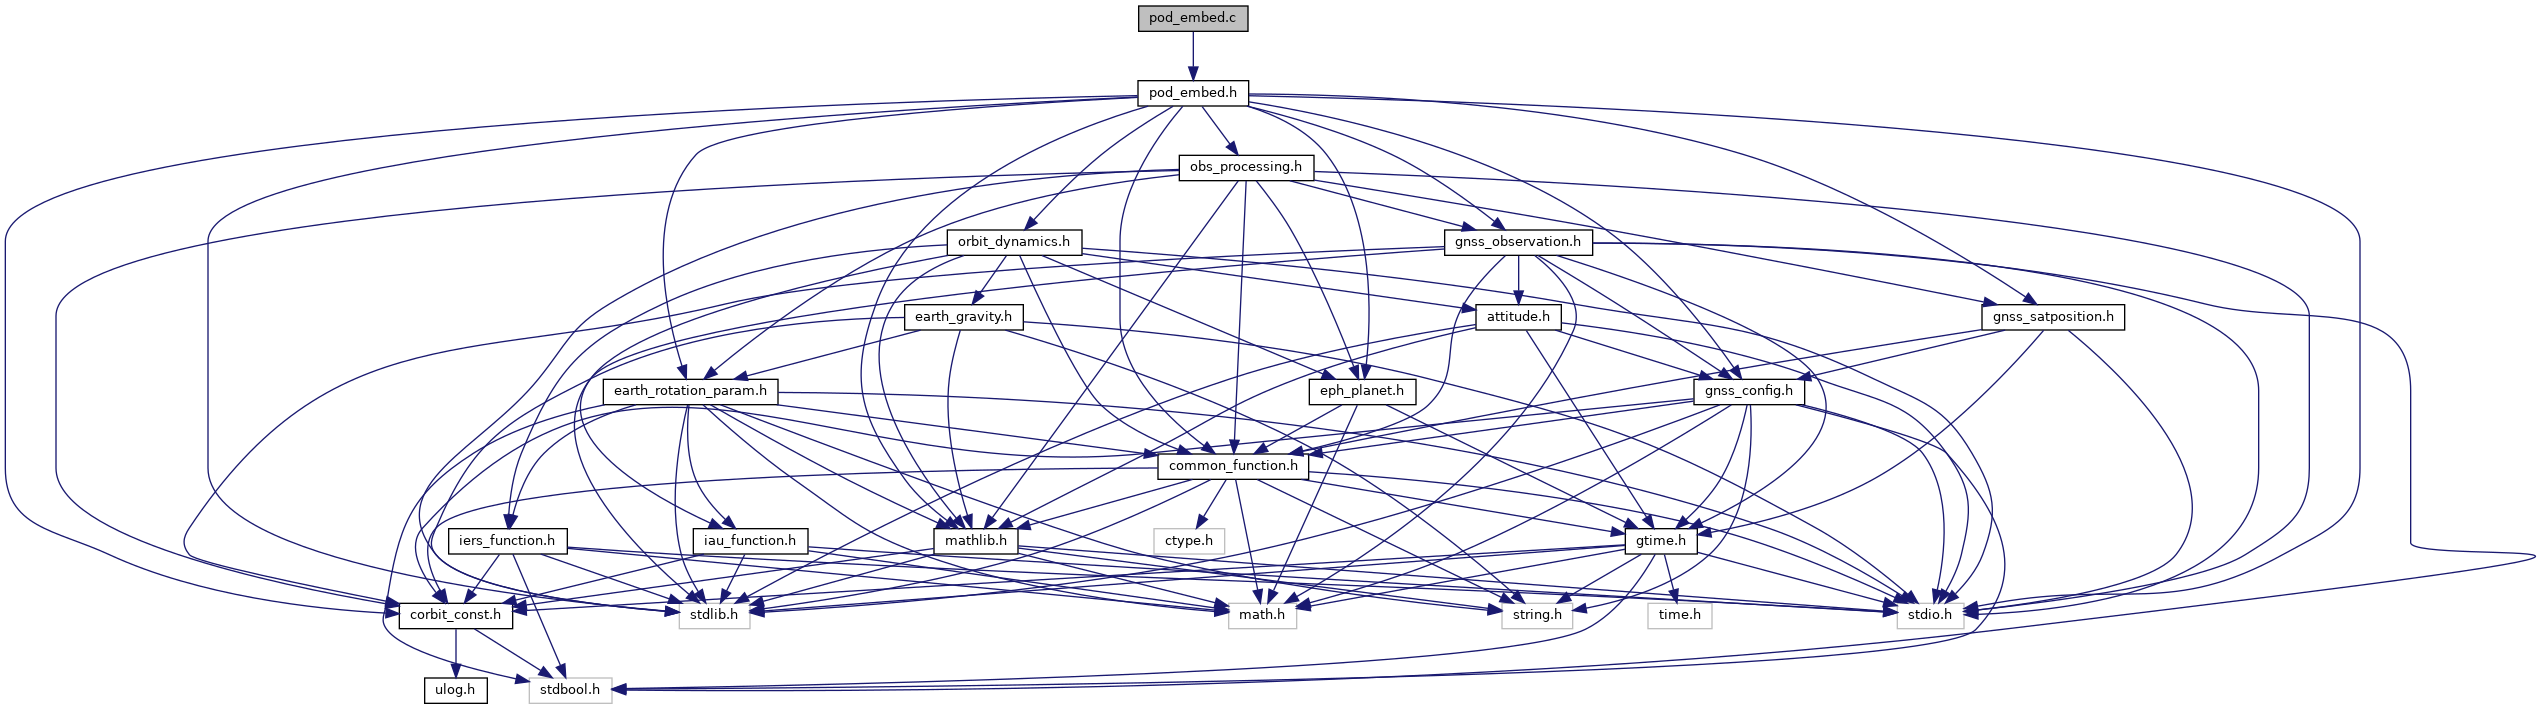 pod_embed.c
pod_embed.h
obs_processing.h
orbit_dynamics.h
gnss_observation.h
earth_gravity.h
attitude.h
gnss_satposition.h
earth_rotation_param.h
eph_planet.h
gnss_config.h
common_function.h
iers_function.h
iau_function.h
mathlib.h
ctype.h
gtime.h
corbit_const.h
stdlib.h
math.h
string.h
time.h
stdio.h
ulog.h
stdbool.h